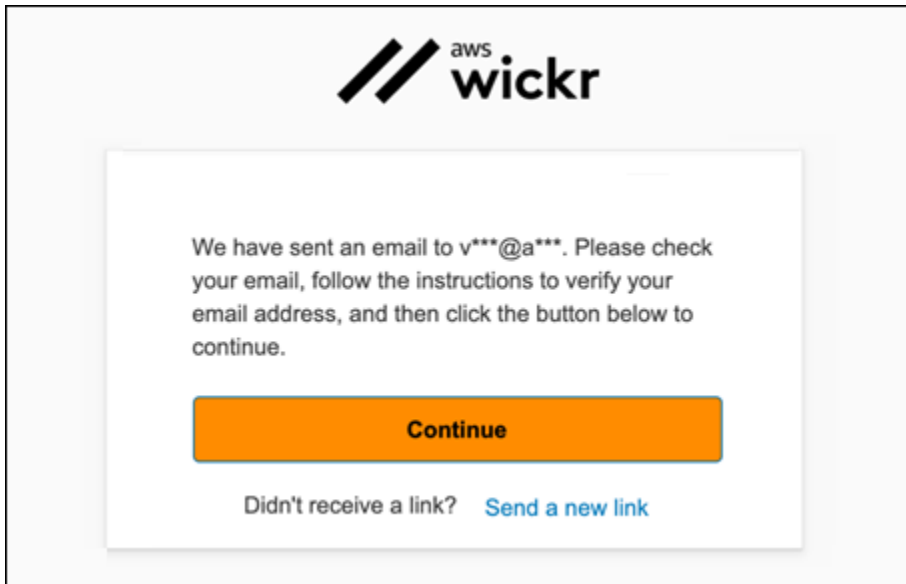 aws
wickr
We have sent an email to v***@a***. Please check
your email, follow the instructions to verify your
email address, and then click the button below to
continue.
Continue
Didn't receive a link? Send a new link